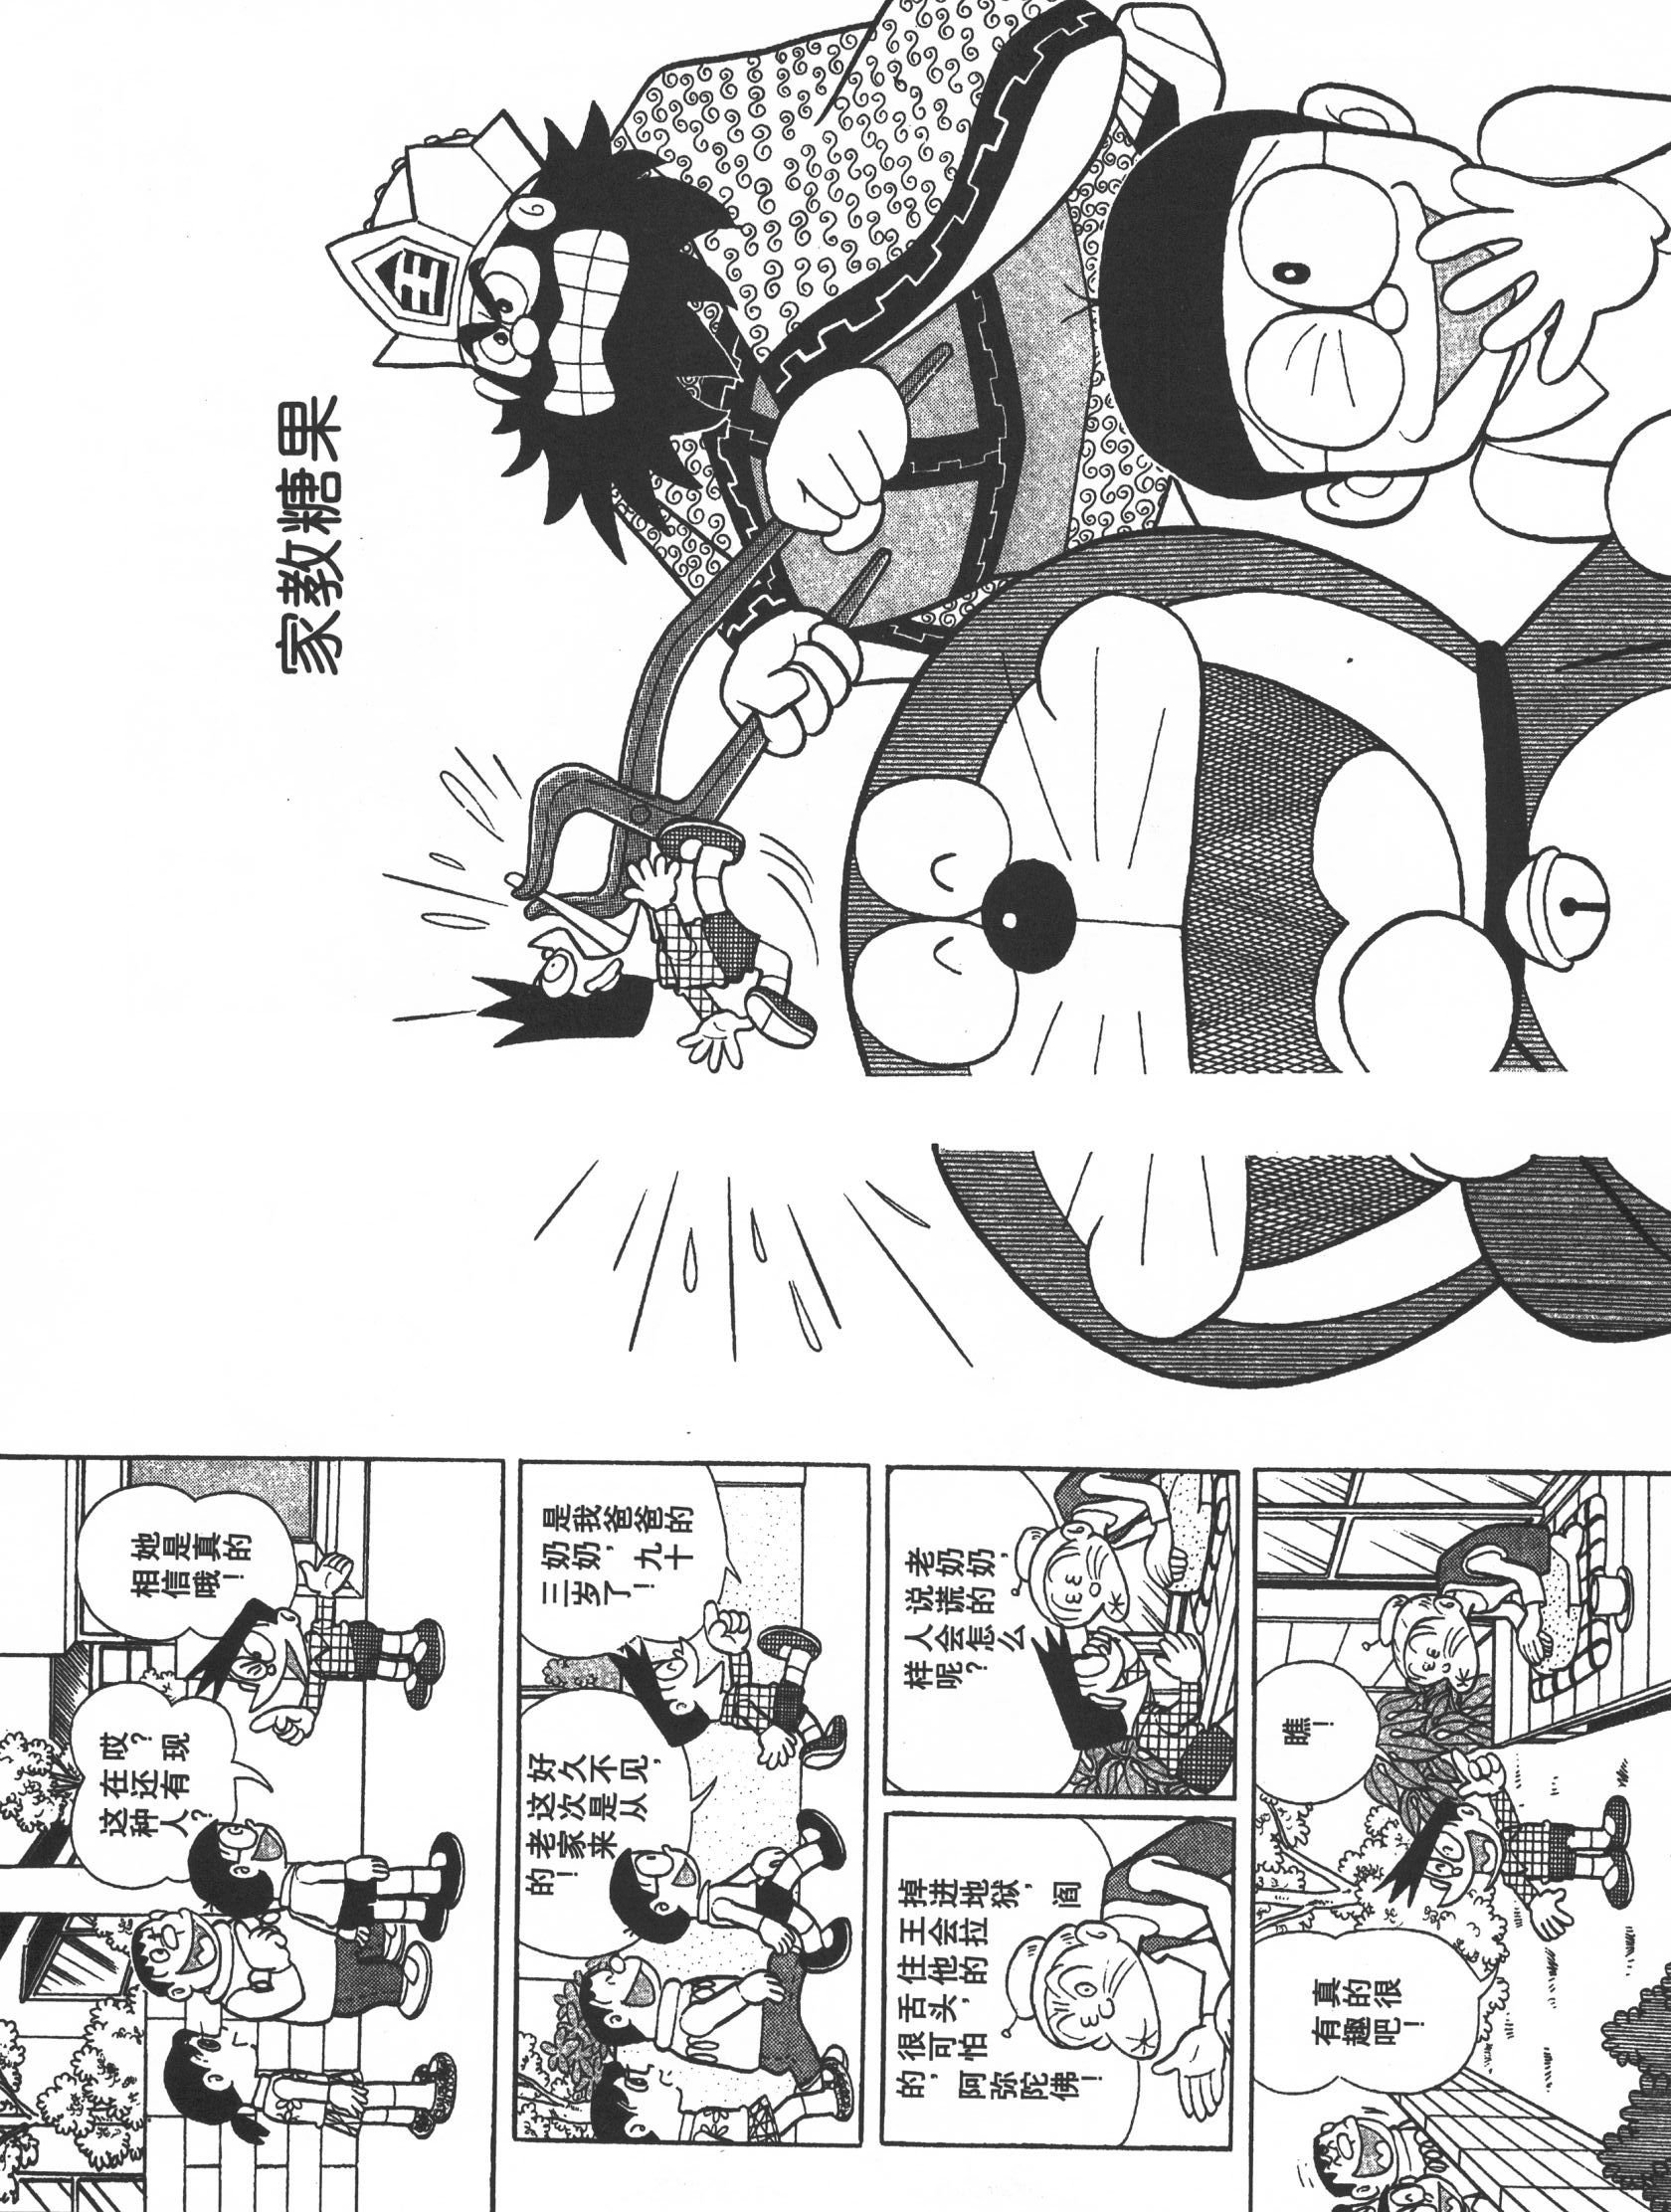 家教糖果
王
她是真的
相信哦!
哎?现
在还有
这种人?
是我爸爸的
奶奶,九十
三岁了!
好久不见,
这次是从
老家来
的!
老奶奶,
说谎的
人会怎么
样呢?
掉进地狱,阎
王会拉
住他的
舌头,
很可怕
的,
阿弥陀佛!
瞧!
真的很
有趣吧!